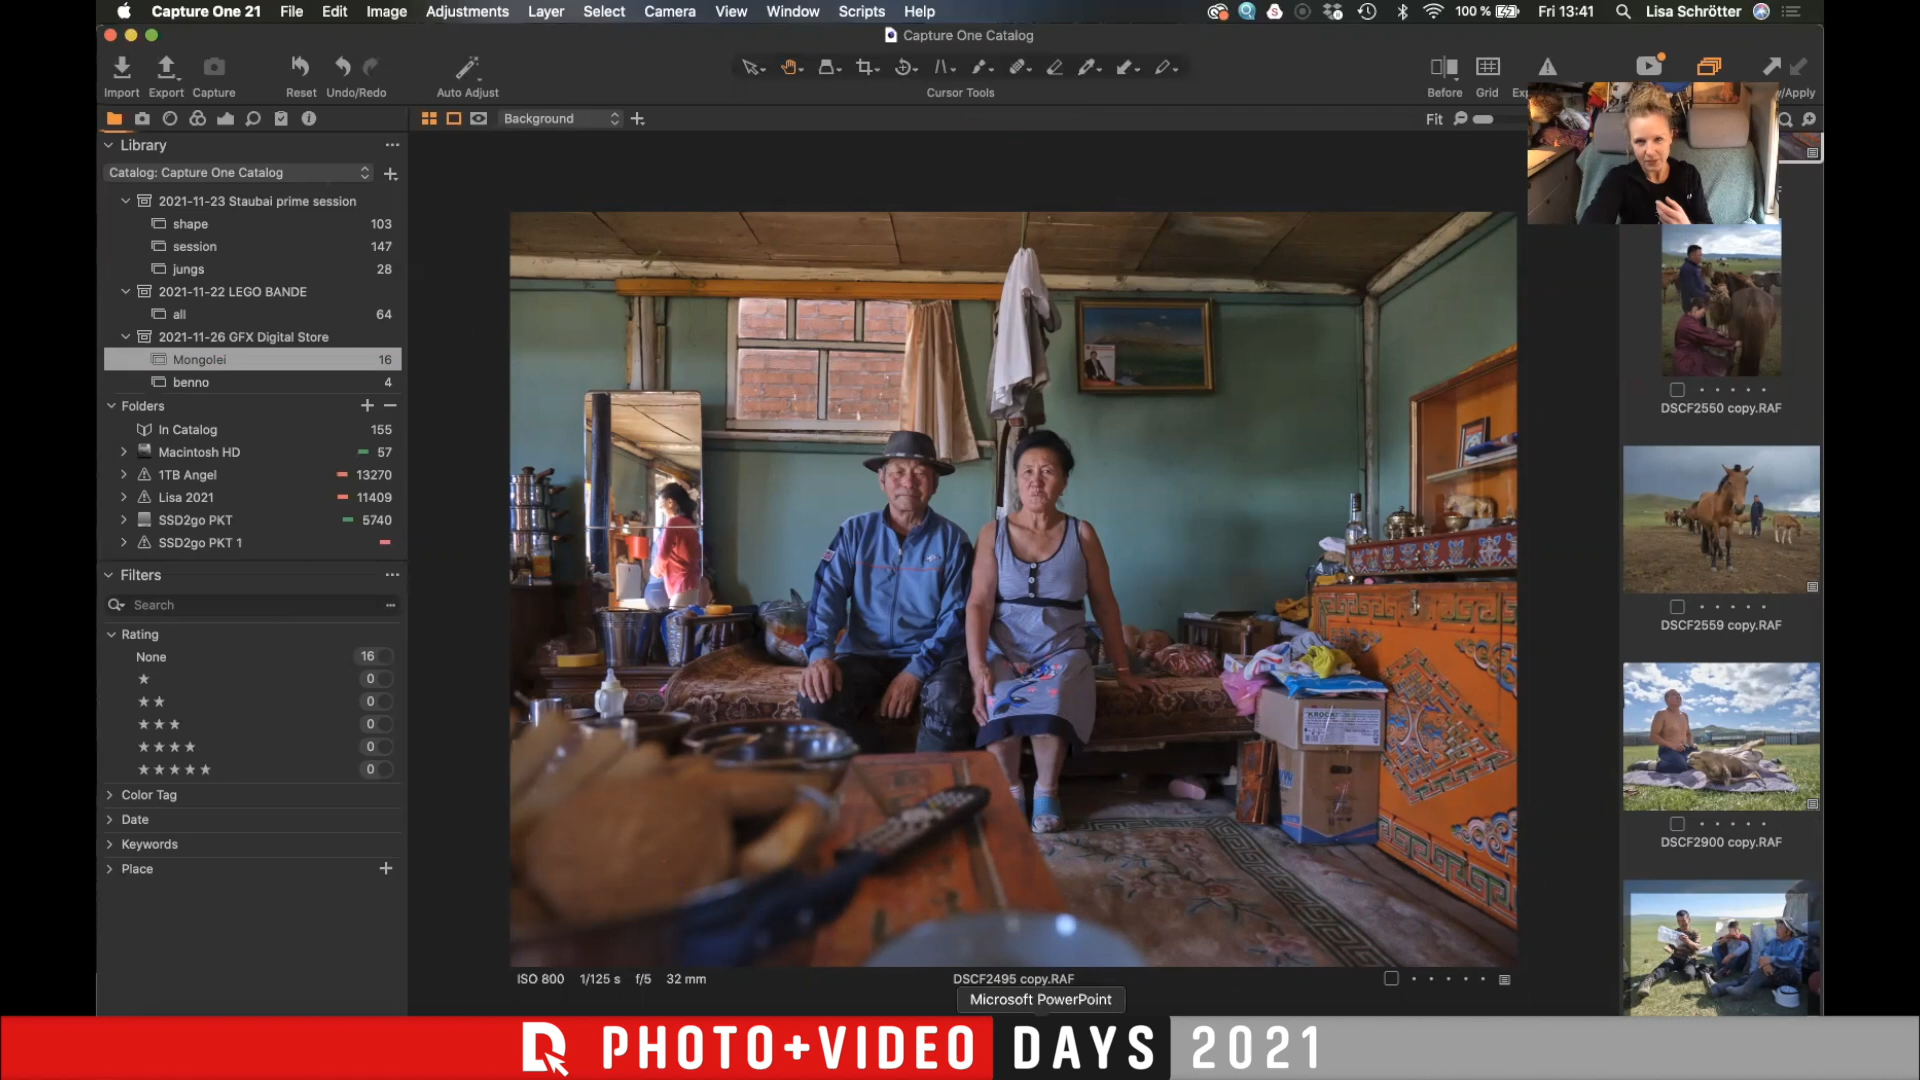 Capture One 21 File Edit Image Adjustments Layer Select Camera View Window Scripts Help 100 % Fri 13:41 Lisa Schrötter
Capture One Catalog
Import Export Capture Reset Undo/Redo Auto Adjust Cursor Tools Before Grid /Apply
Background Fit
Library
Catalog: Capture One Catalog
2021-11-23 Staubai prime session
shape 103
session 147
jungs 28
2021-11-22 LEGO BANDE
all 64
2021-11-26 GFX Digital Store
Mongolei 16
benno 4
Folders
In Catalog 155
Macintosh HD 57
1TB Angel 13270
Lisa 2021 11409
SSD2go PKT 5740
SSD2go PKT 1
Filters
Search
Rating
None 16
0
0
0
0
0
Color Tag
Date
Keywords
Place
DSCF2550 copy.RAF
DSCF2559 copy.RAF
DSCF2900 copy.RAF
ISO 800 1/125 s f/5 32 mm DSCF2495 copy.RAF
Microsoft PowerPoint
PHOTO+VIDEO DAYS 2021